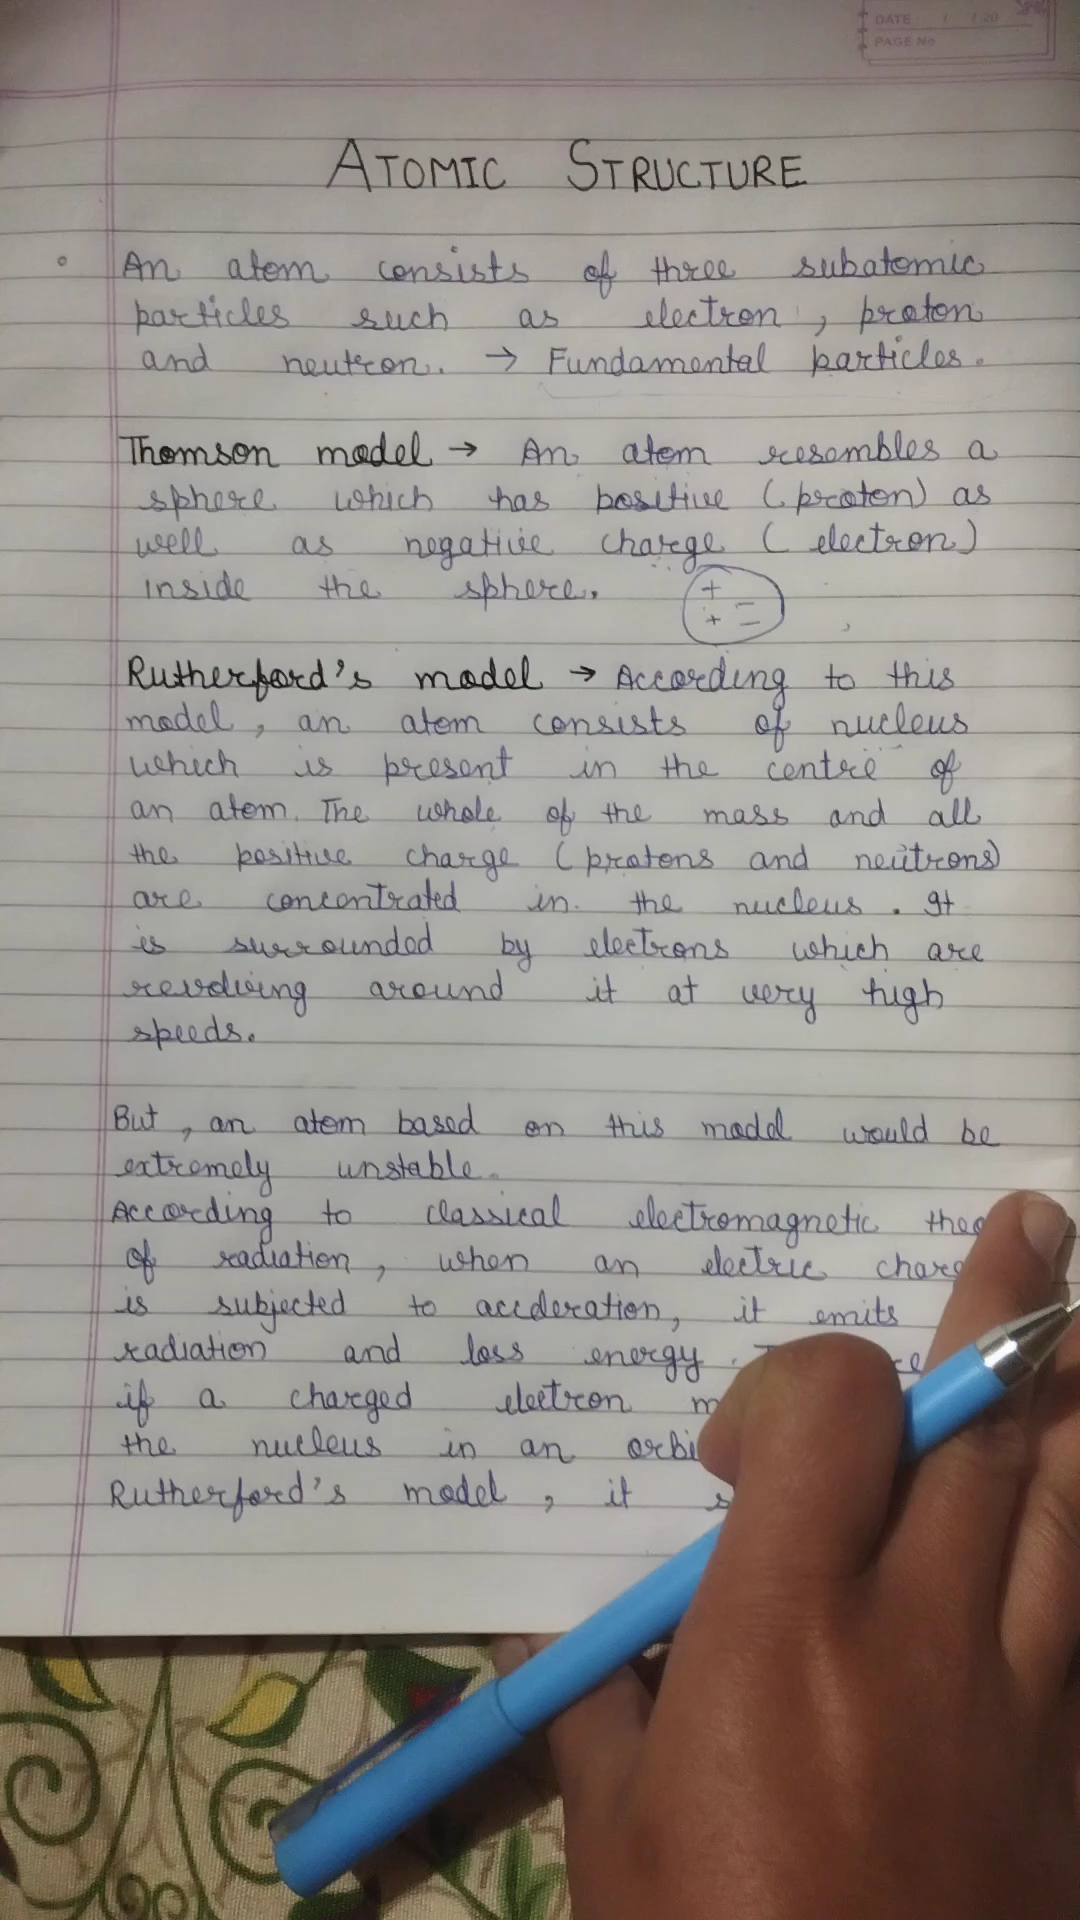 DATE / / 20
PAGE No
ATOMIC STRUCTURE
An atom consists of three subatomic
particles such as electron, proton
and neutron. → Fundamental particles.
Thomson model → An atom resembles a
sphere which has positive (proton) as
well as negative charge (electron)
inside the sphere.
+
+ =
Rutherford's model → According to this
model, an atom consists of nucleus
which is present in the centre of
an atom. The whole of the mass and all
the positive charge (protons and neutrons)
are concentrated in the nucleus. It
is surrounded by electrons which are
revolving around it at very high
speeds.
But, an atom based on this model would be
extremely unstable.
According to classical electromagnetic
of radiation, when an electric
is subjected to acceleration, it emits
radiation and loss energy.
if a charged electron
the nucleus in an
Rutherford's model, it